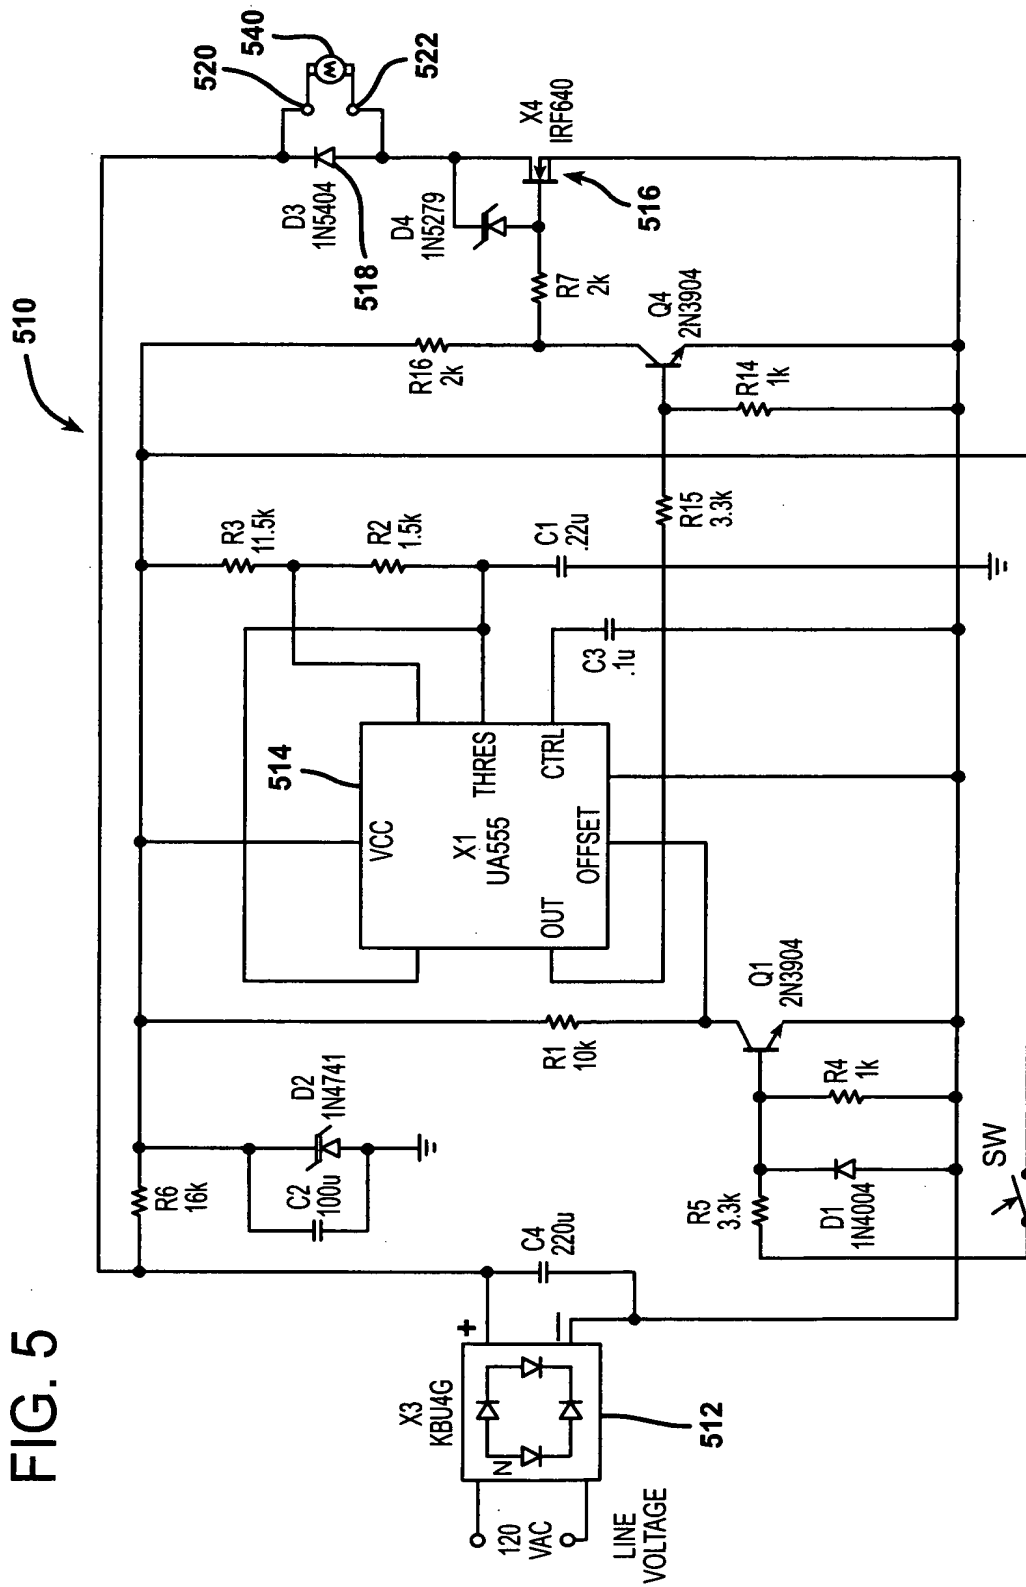 FIG. 5
510
520
540
522
D3
1N5404
518
D4
1N5279
X4
IRF640
516
R7
2k
R16
2k
Q4
2N3904
R14
1k
R15
3.3k
R3
11.5k
R2
1.5k
C1
.22u
C3
.1u
514
VCC
THRES
CTRL
X1
UA555
OUT
OFFSET
R1
10k
Q1
2N3904
R4
1k
D1
1N4004
R5
3.3k
SW
D2
1N4741
C2
100u
R6
16k
C4
220u
+
—
X3
KBU4G
N
512
120
VAC
LINE
VOLTAGE
W